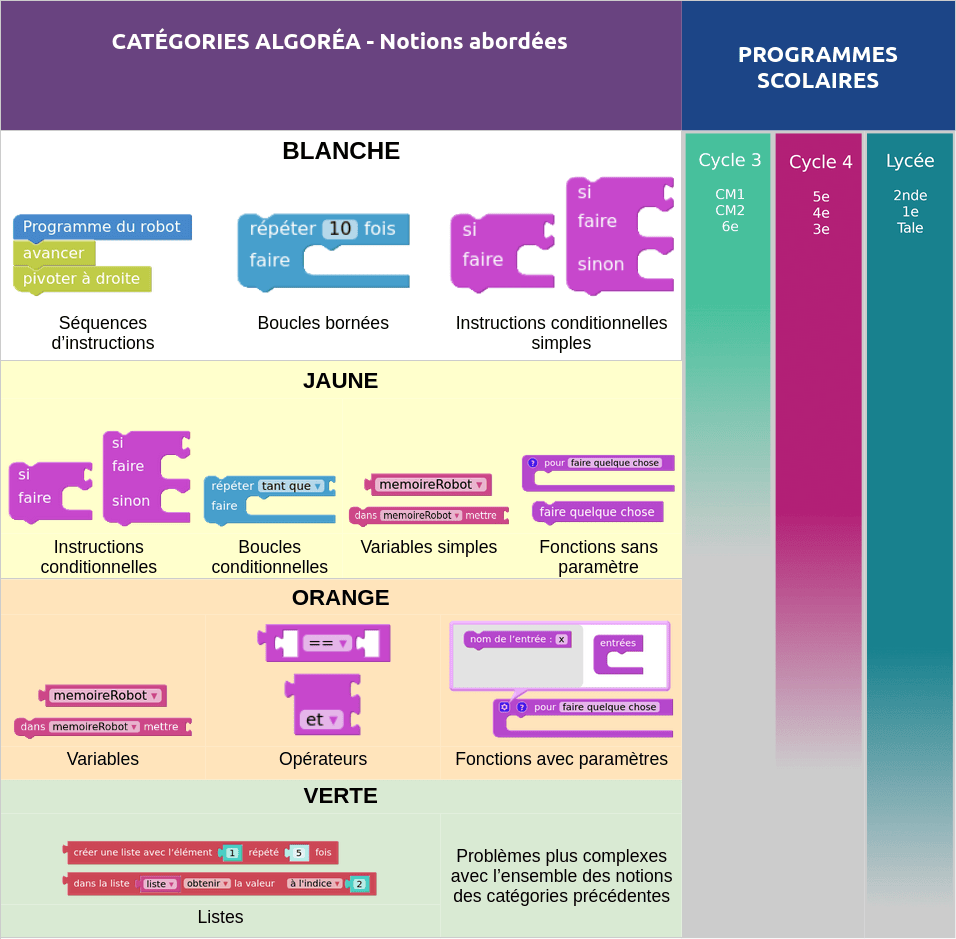 CATÉGORIES ALGORÉA - Notions abordées
PROGRAMMES
SCOLAIRES
BLANCHE
Programme du robot
avancer
pivoter à droite
répéter 10 fois
faire
si
faire
si
faire
sinon
Séquences
d’instructions
Boucles bornées
Instructions conditionnelles
simples
Cycle 3
CM1
CM2
6e
Cycle 4
5e
4e
3e
Lycée
2nde
1e
Tale
JAUNE
si
faire
si
faire
sinon
répéter tant que
faire
memoireRobot
dans memoireRobot mettre
? pour faire quelque chose
faire quelque chose
Instructions
conditionnelles
Boucles
conditionnelles
Variables simples
Fonctions sans
paramètre
ORANGE
memoireRobot
dans memoireRobot mettre
==
et
nom de l’entrée : x
entrées
? pour faire quelque chose
Variables
Opérateurs
Fonctions avec paramètres
VERTE
créer une liste avec l’élément 1 répété 5 fois
dans la liste liste obtenir la valeur à l’indice 2
Listes
Problèmes plus complexes
avec l’ensemble des notions
des catégories précédentes